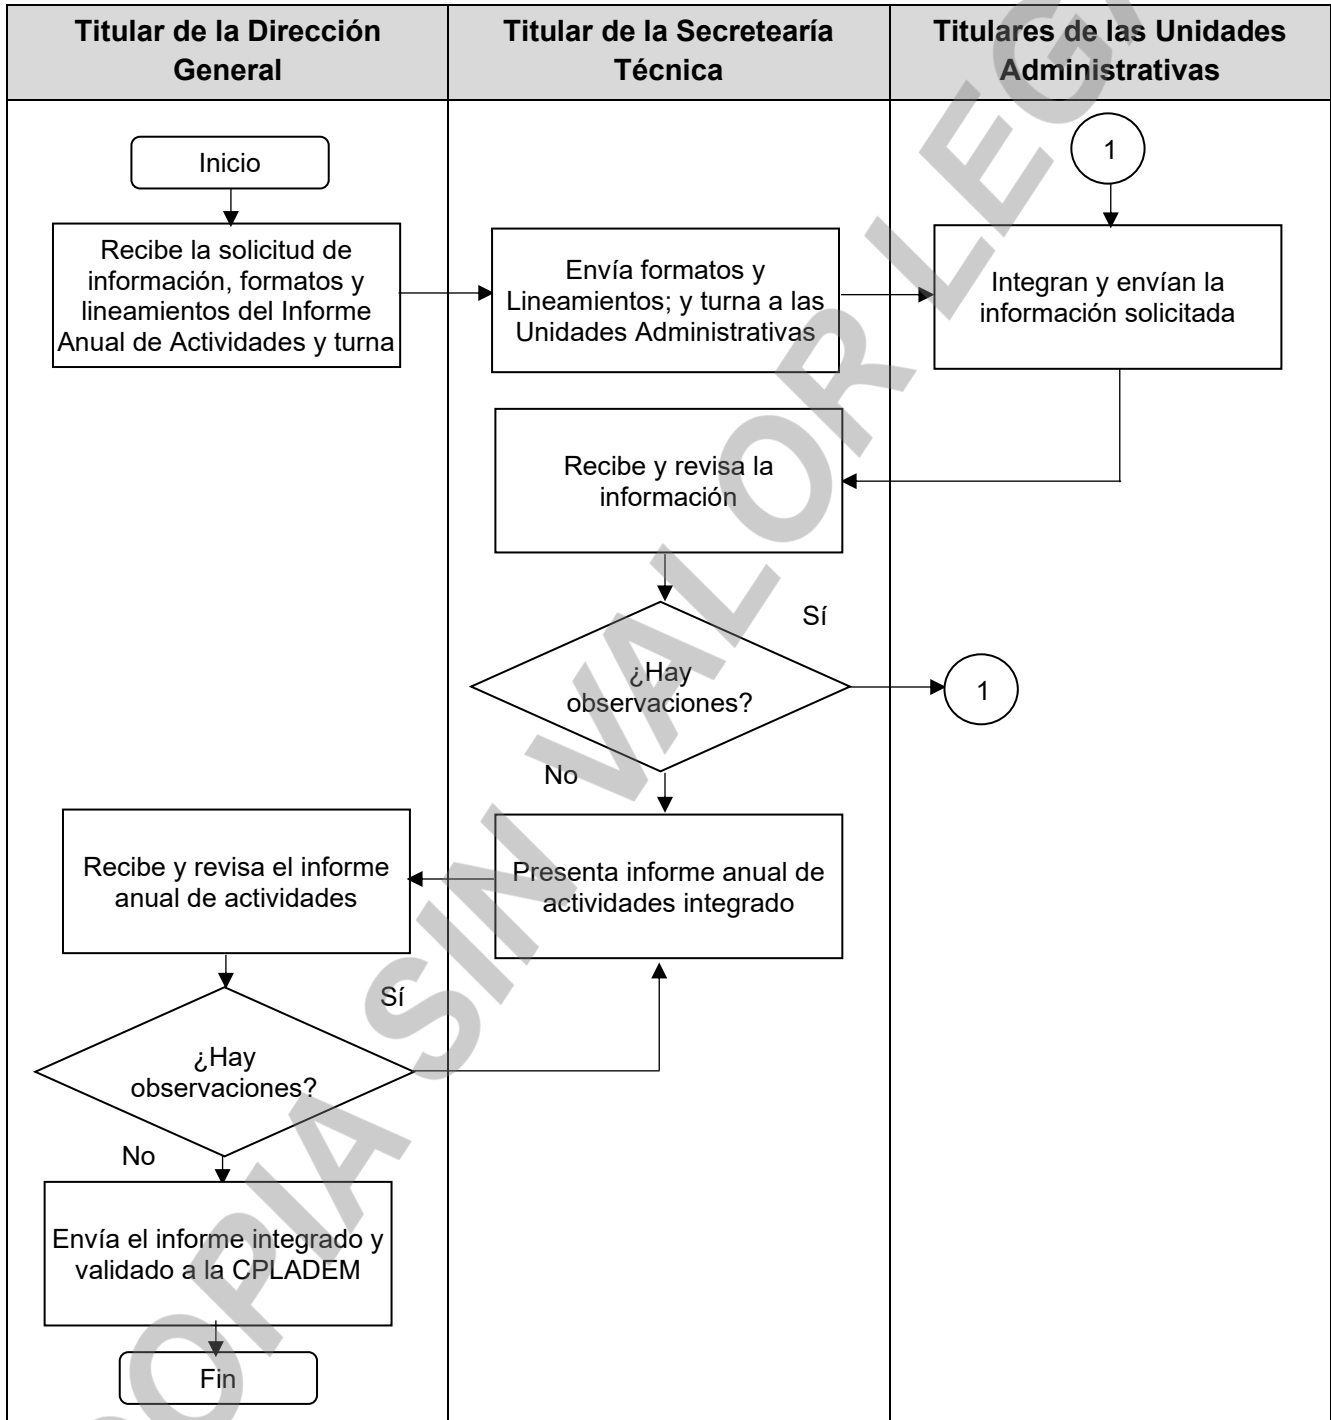 Titular de la Dirección
General
Titular de la Secretearía
Técnica
Titulares de las Unidades
Administrativas
Inicio
1
Recibe la solicitud de
información, formatos y
lineamientos del Informe
Anual de Actividades y turna
Envía formatos y
Lineamientos; y turna a las
Unidades Administrativas
Integran y envían la
información solicitada
Recibe y revisa la
información
Sí
¿Hay
observaciones?
1
No
Recibe y revisa el informe
anual de actividades
Presenta informe anual de
actividades integrado
Sí
¿Hay
observaciones?
No
Envía el informe integrado y
validado a la CPLADEM
Fin
COPIA SIN VALOR LEGA